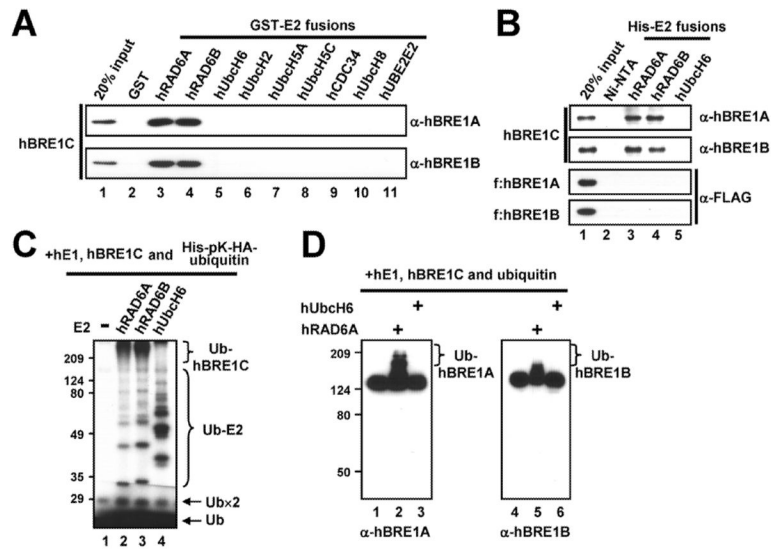 A
GST-E2 fusions
20% input
GST
hRAD6A
hRAD6B
hUbcH6
hUbcH2
hUbcH5A
hUbcH5C
hCDC34
hUbcH8
hUBE2E2
hBRE1C
α-hBRE1A
α-hBRE1B
1 2 3 4 5 6 7 8 9 10 11
B
His-E2 fusions
20% input
Ni-NTA
hRAD6A
hRAD6B
hUbcH6
hBRE1C
α-hBRE1A
α-hBRE1B
f:hBRE1A
f:hBRE1B
α-FLAG
1 2 3 4 5
C
+hE1, hBRE1C and His-pK-HA-
ubiquitin
E2
-
hRAD6A
hRAD6B
hUbcH6
209
124
80
49
35
29
Ub-
hBRE1C
Ub-E2
Ub×2
Ub
1 2 3 4
D
+hE1, hBRE1C and ubiquitin
hUbcH6 + +
hRAD6A + +
209
124
80
50
Ub-
hBRE1A
Ub-
hBRE1B
1 2 3 4 5 6
α-hBRE1A α-hBRE1B